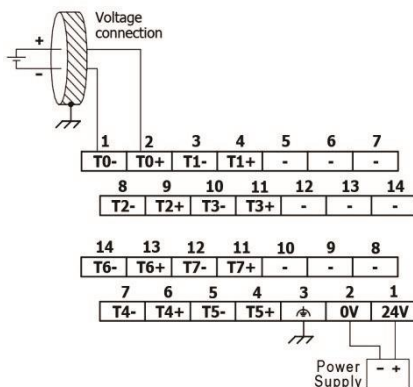 Voltage
connection
+
-
1 2 3 4 5 6 7
T0- T0+ T1- T1+ - - -
8 9 10 11 12 13 14
T2- T2+ T3- T3+ - - -
14 13 12 11 10 9 8
T6- T6+ T7- T7+ - - -
7 6 5 4 3 2 1
T4- T4+ T5- T5+ 0V 24V
Power
Supply
- +